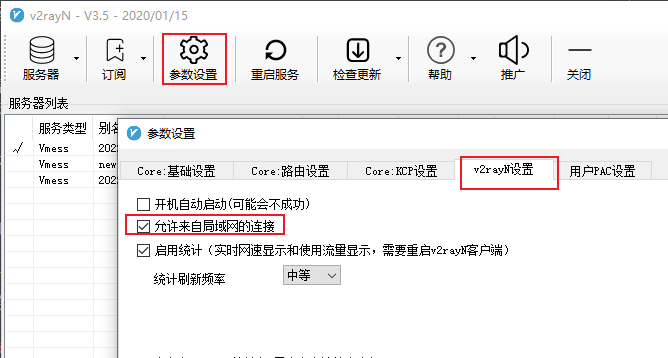 v2rayN - V3.5 - 2020/01/15
服务器 订阅 参数设置 重启服务 检查更新 帮助 推广 关闭
服务器列表
服务类型 别名
✓ Vmess 202
Vmess new
Vmess 202
参数设置
Core:基础设置 Core:路由设置 Core:KCP设置 v2rayN设置 用户PAC设置
开机自动启动(可能会不成功)
允许来自局域网的连接
启用统计(实时网速显示和使用流量显示，需要重启v2rayN客户端)
统计刷新频率 中等